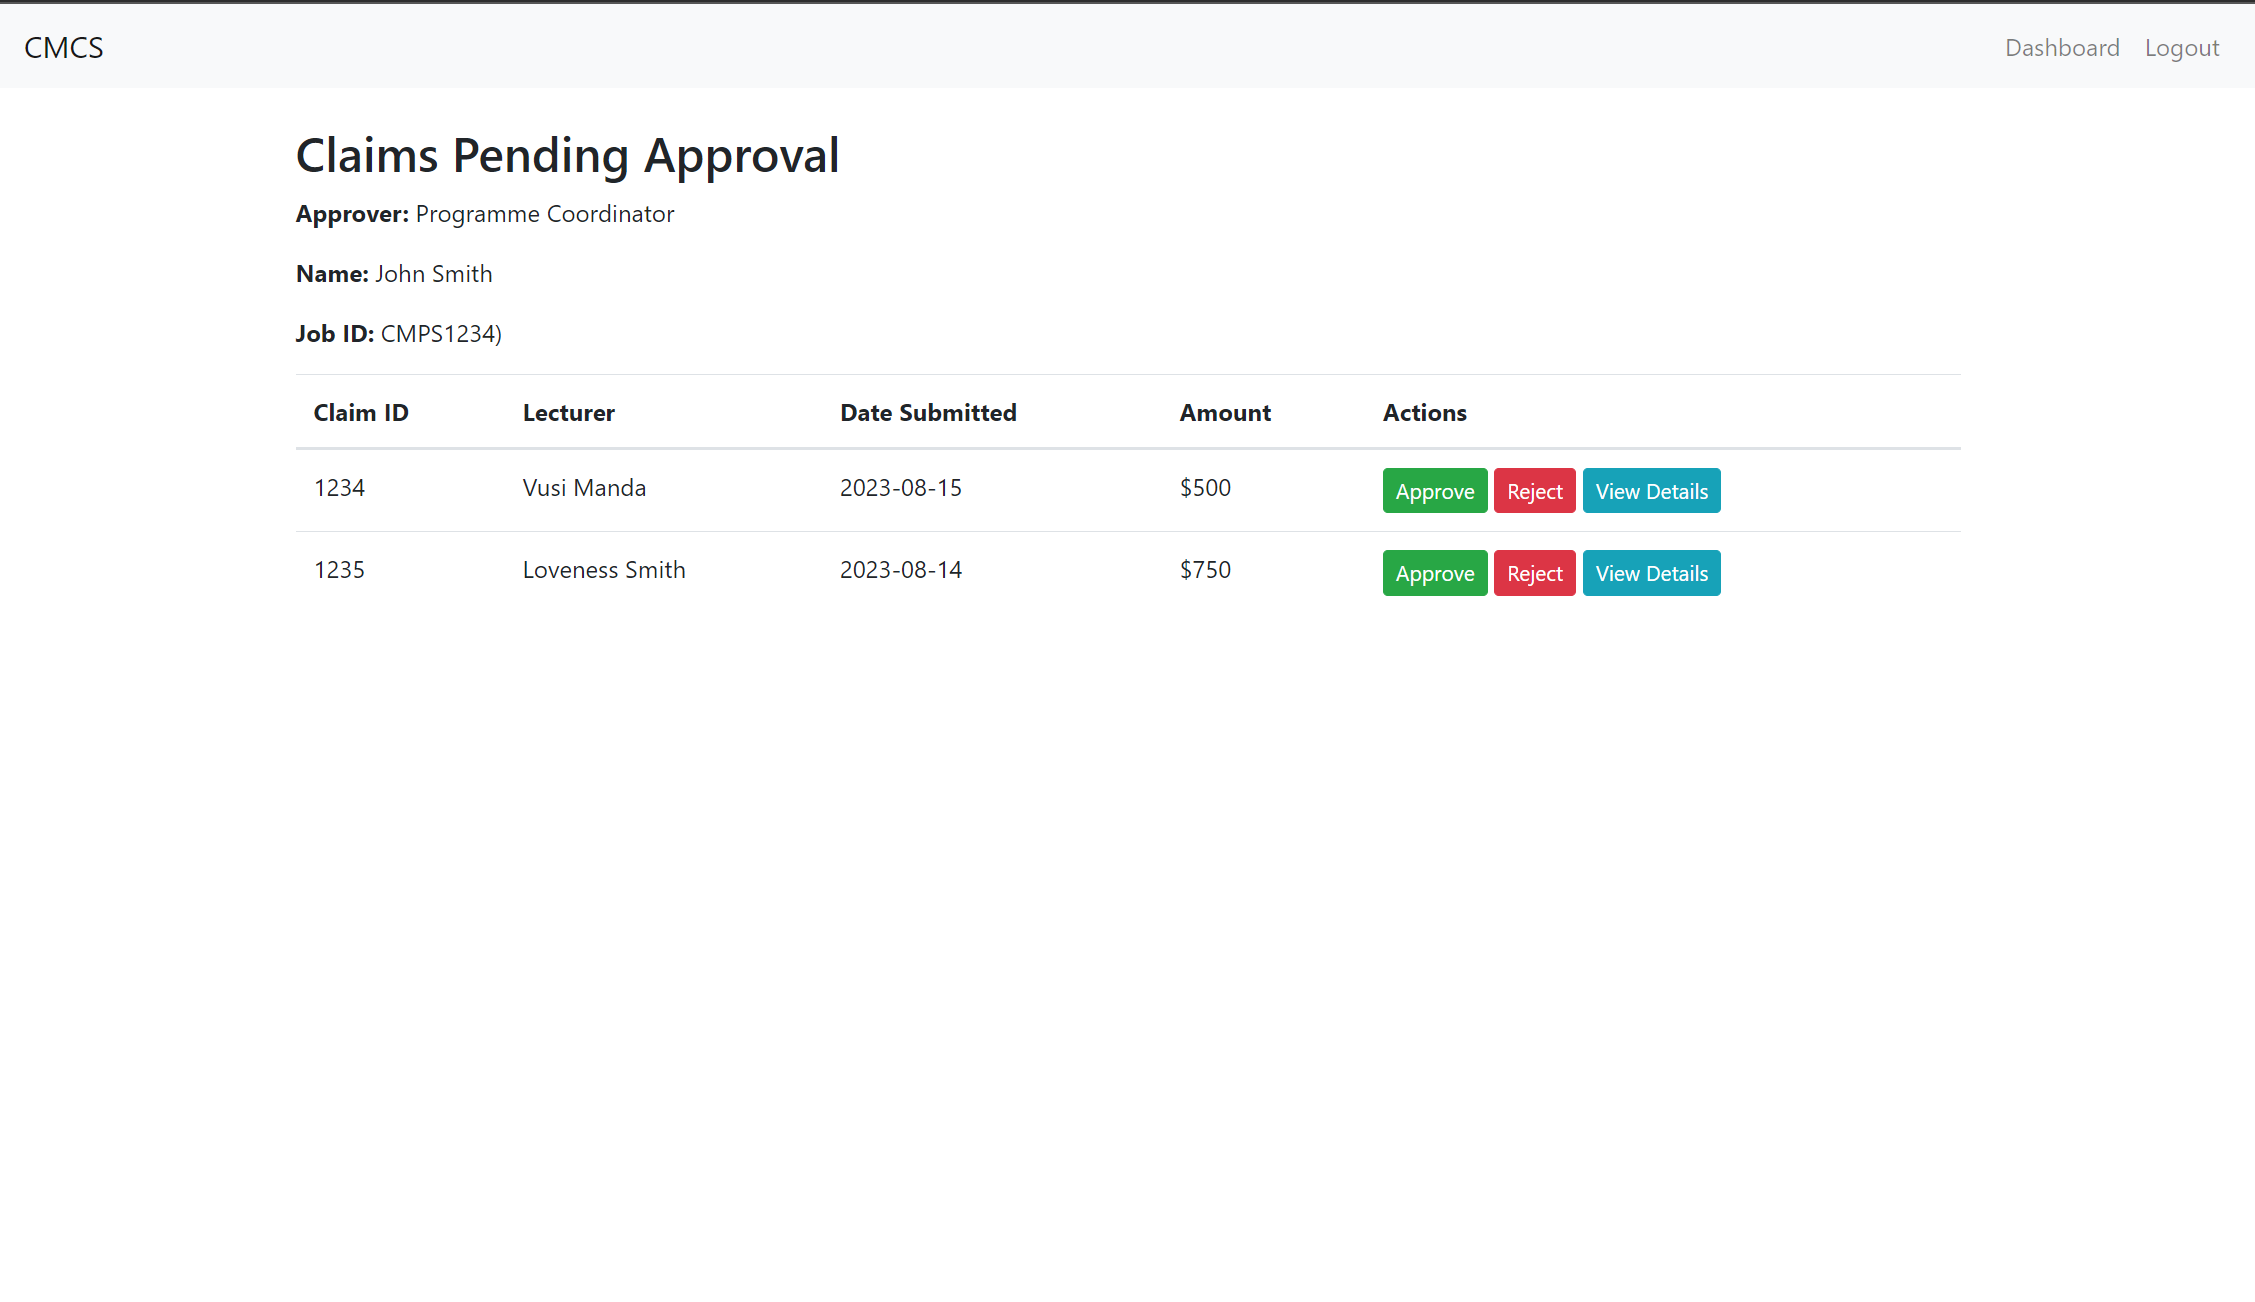 CMCS Dashboard Logout
Claims Pending Approval
Approver: Programme Coordinator
Name: John Smith
Job ID: CMPS1234)
Claim ID Lecturer Date Submitted Amount Actions
1234 Vusi Manda 2023-08-15 $500 Approve Reject View Details
1235 Loveness Smith 2023-08-14 $750 Approve Reject View Details